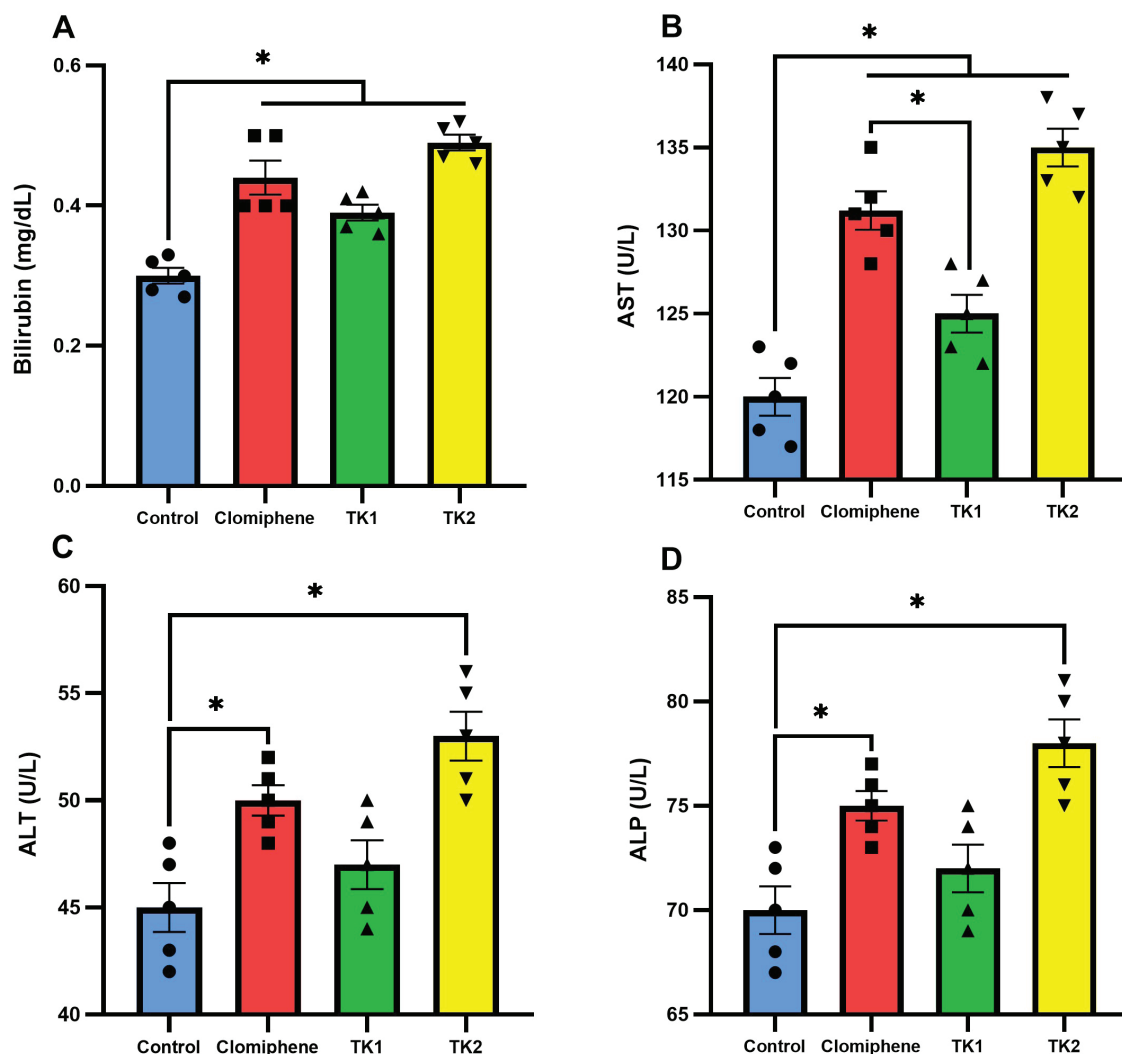 A
*
0.6
0.4
0.2
0.0
Bilirubin (mg/dL)
Control Clomiphene TK1 TK2
B
*
*
140
135
130
125
120
115
AST (U/L)
Control Clomiphene TK1 TK2
C
*
*
60
55
50
45
40
ALT (U/L)
Control Clomiphene TK1 TK2
D
*
*
85
80
75
70
65
ALP (U/L)
Control Clomiphene TK1 TK2